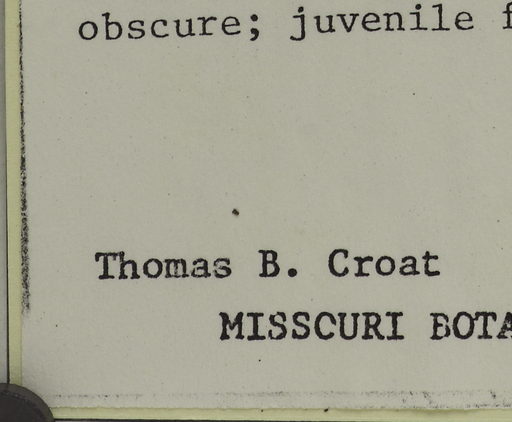 obscure; juvenile f
Thomas B. Croat
MISSCURI BOTA